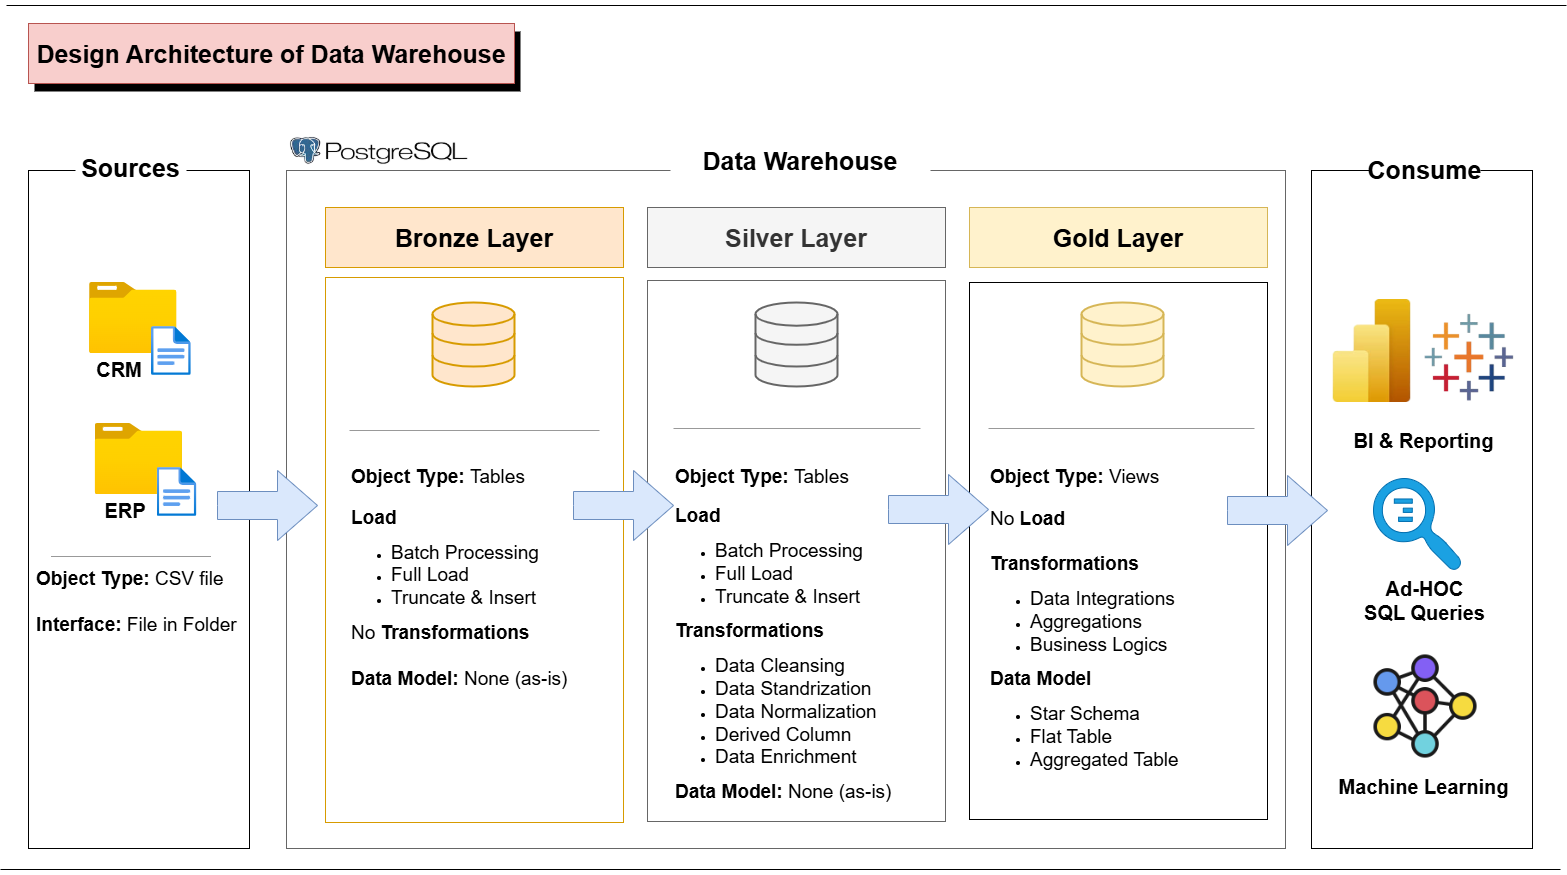 Design Architecture of Data Warehouse
Sources
CRM
ERP
Object Type: CSV file
Interface: File in Folder
PostgreSQL
Data Warehouse
Bronze Layer
Object Type: Tables
Load
Batch Processing
Full Load
Truncate & Insert
No Transformations
Data Model: None (as-is)
Silver Layer
Object Type: Tables
Load
Batch Processing
Full Load
Truncate & Insert
Transformations
Data Cleansing
Data Standrization
Data Normalization
Derived Column
Data Enrichment
Data Model: None (as-is)
Gold Layer
Object Type: Views
No Load
Transformations
Data Integrations
Aggregations
Business Logics
Data Model
Star Schema
Flat Table
Aggregated Table
Consume
BI & Reporting
Ad-HOC
SQL Queries
Machine Learning